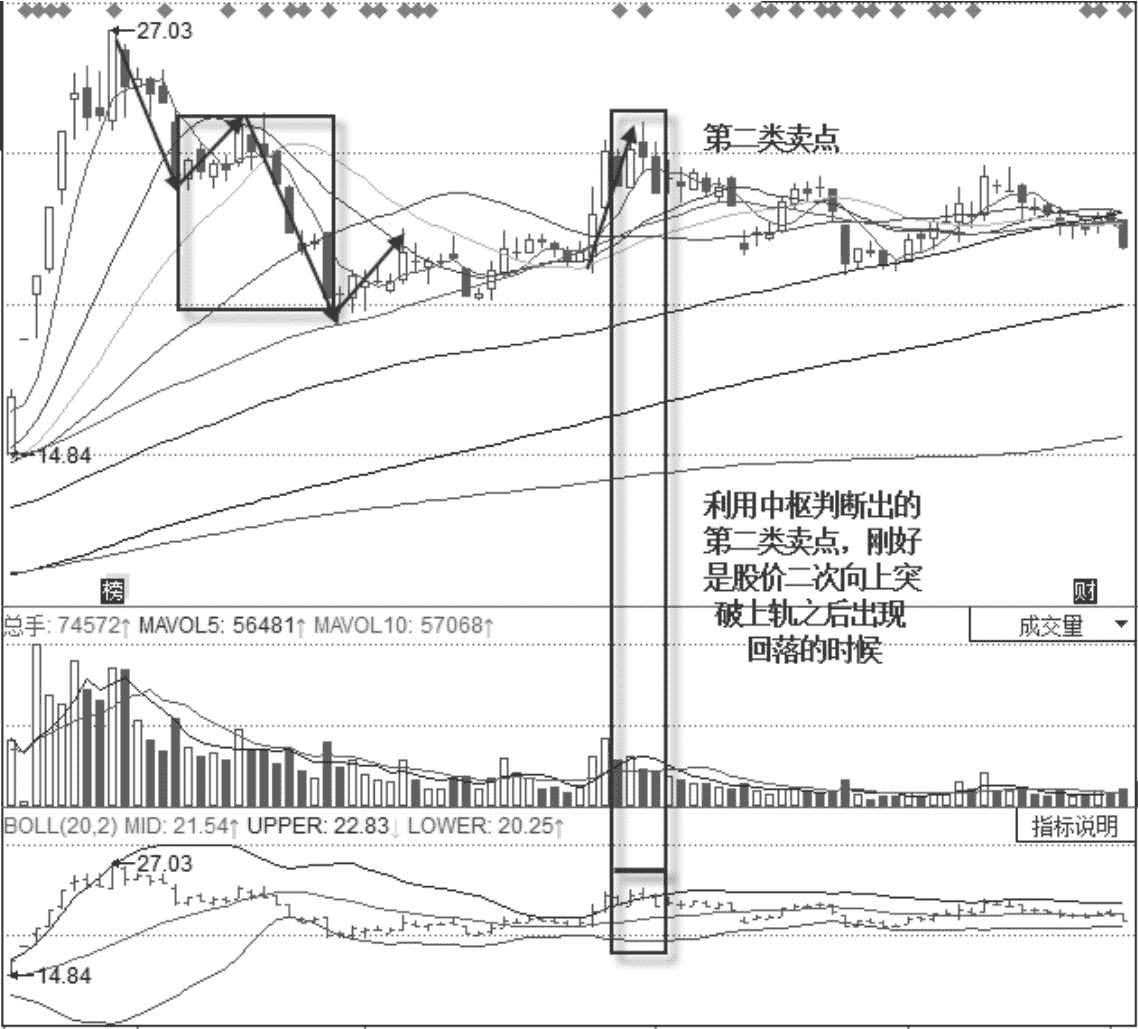 27.03
第二类卖点
14.84
利用中枢判断出的
第二类卖点，刚好
是股价二次向上突
破上轨之后出现
回落的时候
榜
财
总手: 74572↑ MAVOL5: 56481↑ MAVOL10: 57068↑
成交量
BOLL(20,2) MID: 21.54↑ UPPER: 22.83↓ LOWER: 20.25↑
指标说明
27.03
14.84